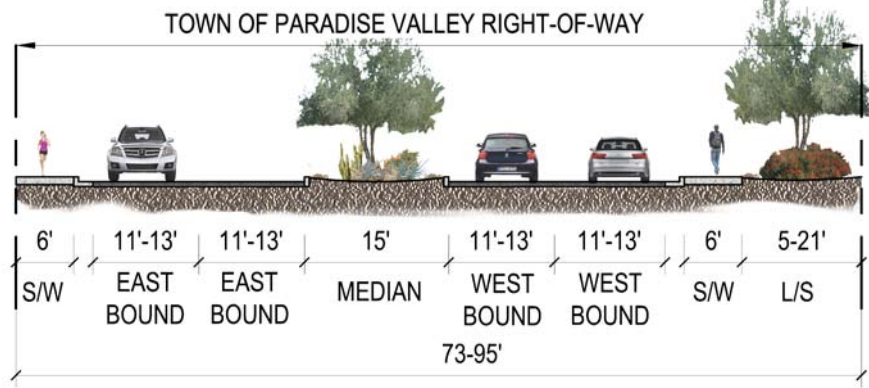 TOWN OF PARADISE VALLEY RIGHT-OF-WAY
6' 11'-13' 11'-13' 15' 11'-13' 11'-13' 6' 5-21'
S/W EAST BOUND EAST BOUND MEDIAN WEST BOUND WEST BOUND S/W L/S
73-95'